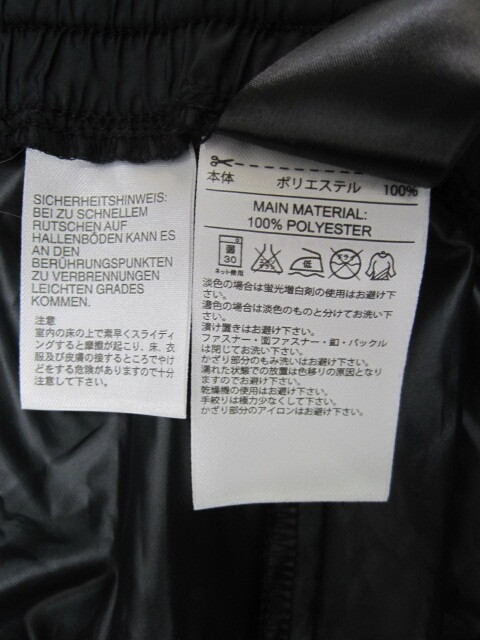 SICHERHEITSHINWEIS:
BEI ZU SCHNELLEM
RUTSCHEN AUF
HALLENBÖDEN KANN ES
AN DEN
BERÜHRUNGSPUNKTEN
ZU VERBRENNUNGEN
LEICHTEN GRADES
KOMMEN.
注意
室内の床の上で素早くスライディ
ングすると摩擦が起こり、床、衣
服及び皮膚の接するところでやけ
どをする危険がありますので十分
注意して下さい。
本体 ポリエステル 100%
MAIN MATERIAL:
100% POLYESTER
30
エンソサラシ
低
ドライ
ネット使用
淡色の場合は蛍光増白剤の使用はお避け下
さい。
濃色の場合は淡色のものと分けてお洗い下
さい。
漬け置きはお避け下さい。
ファスナー・面ファスナー・釦・バックル
は閉じてお洗い下さい。
かざり部分のもみ洗いはお避け下さい。
濡れた状態での放置は色移りの原因となり
ますのでお避け下さい。
乾燥機の使用はお避け下さい。
手絞りは極力少なくして下さい。
かざり部分のアイロンはお避け下さい。